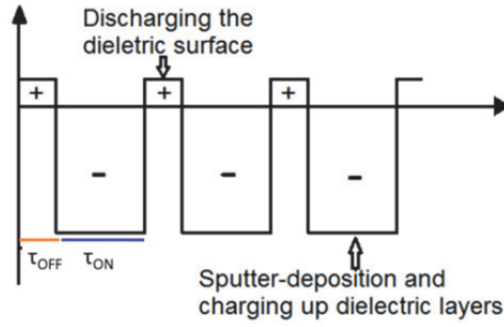 Discharging the
dieletric surface
+ + +
- - -
τOFF τON
Sputter-deposition and
charging up dielectric layers